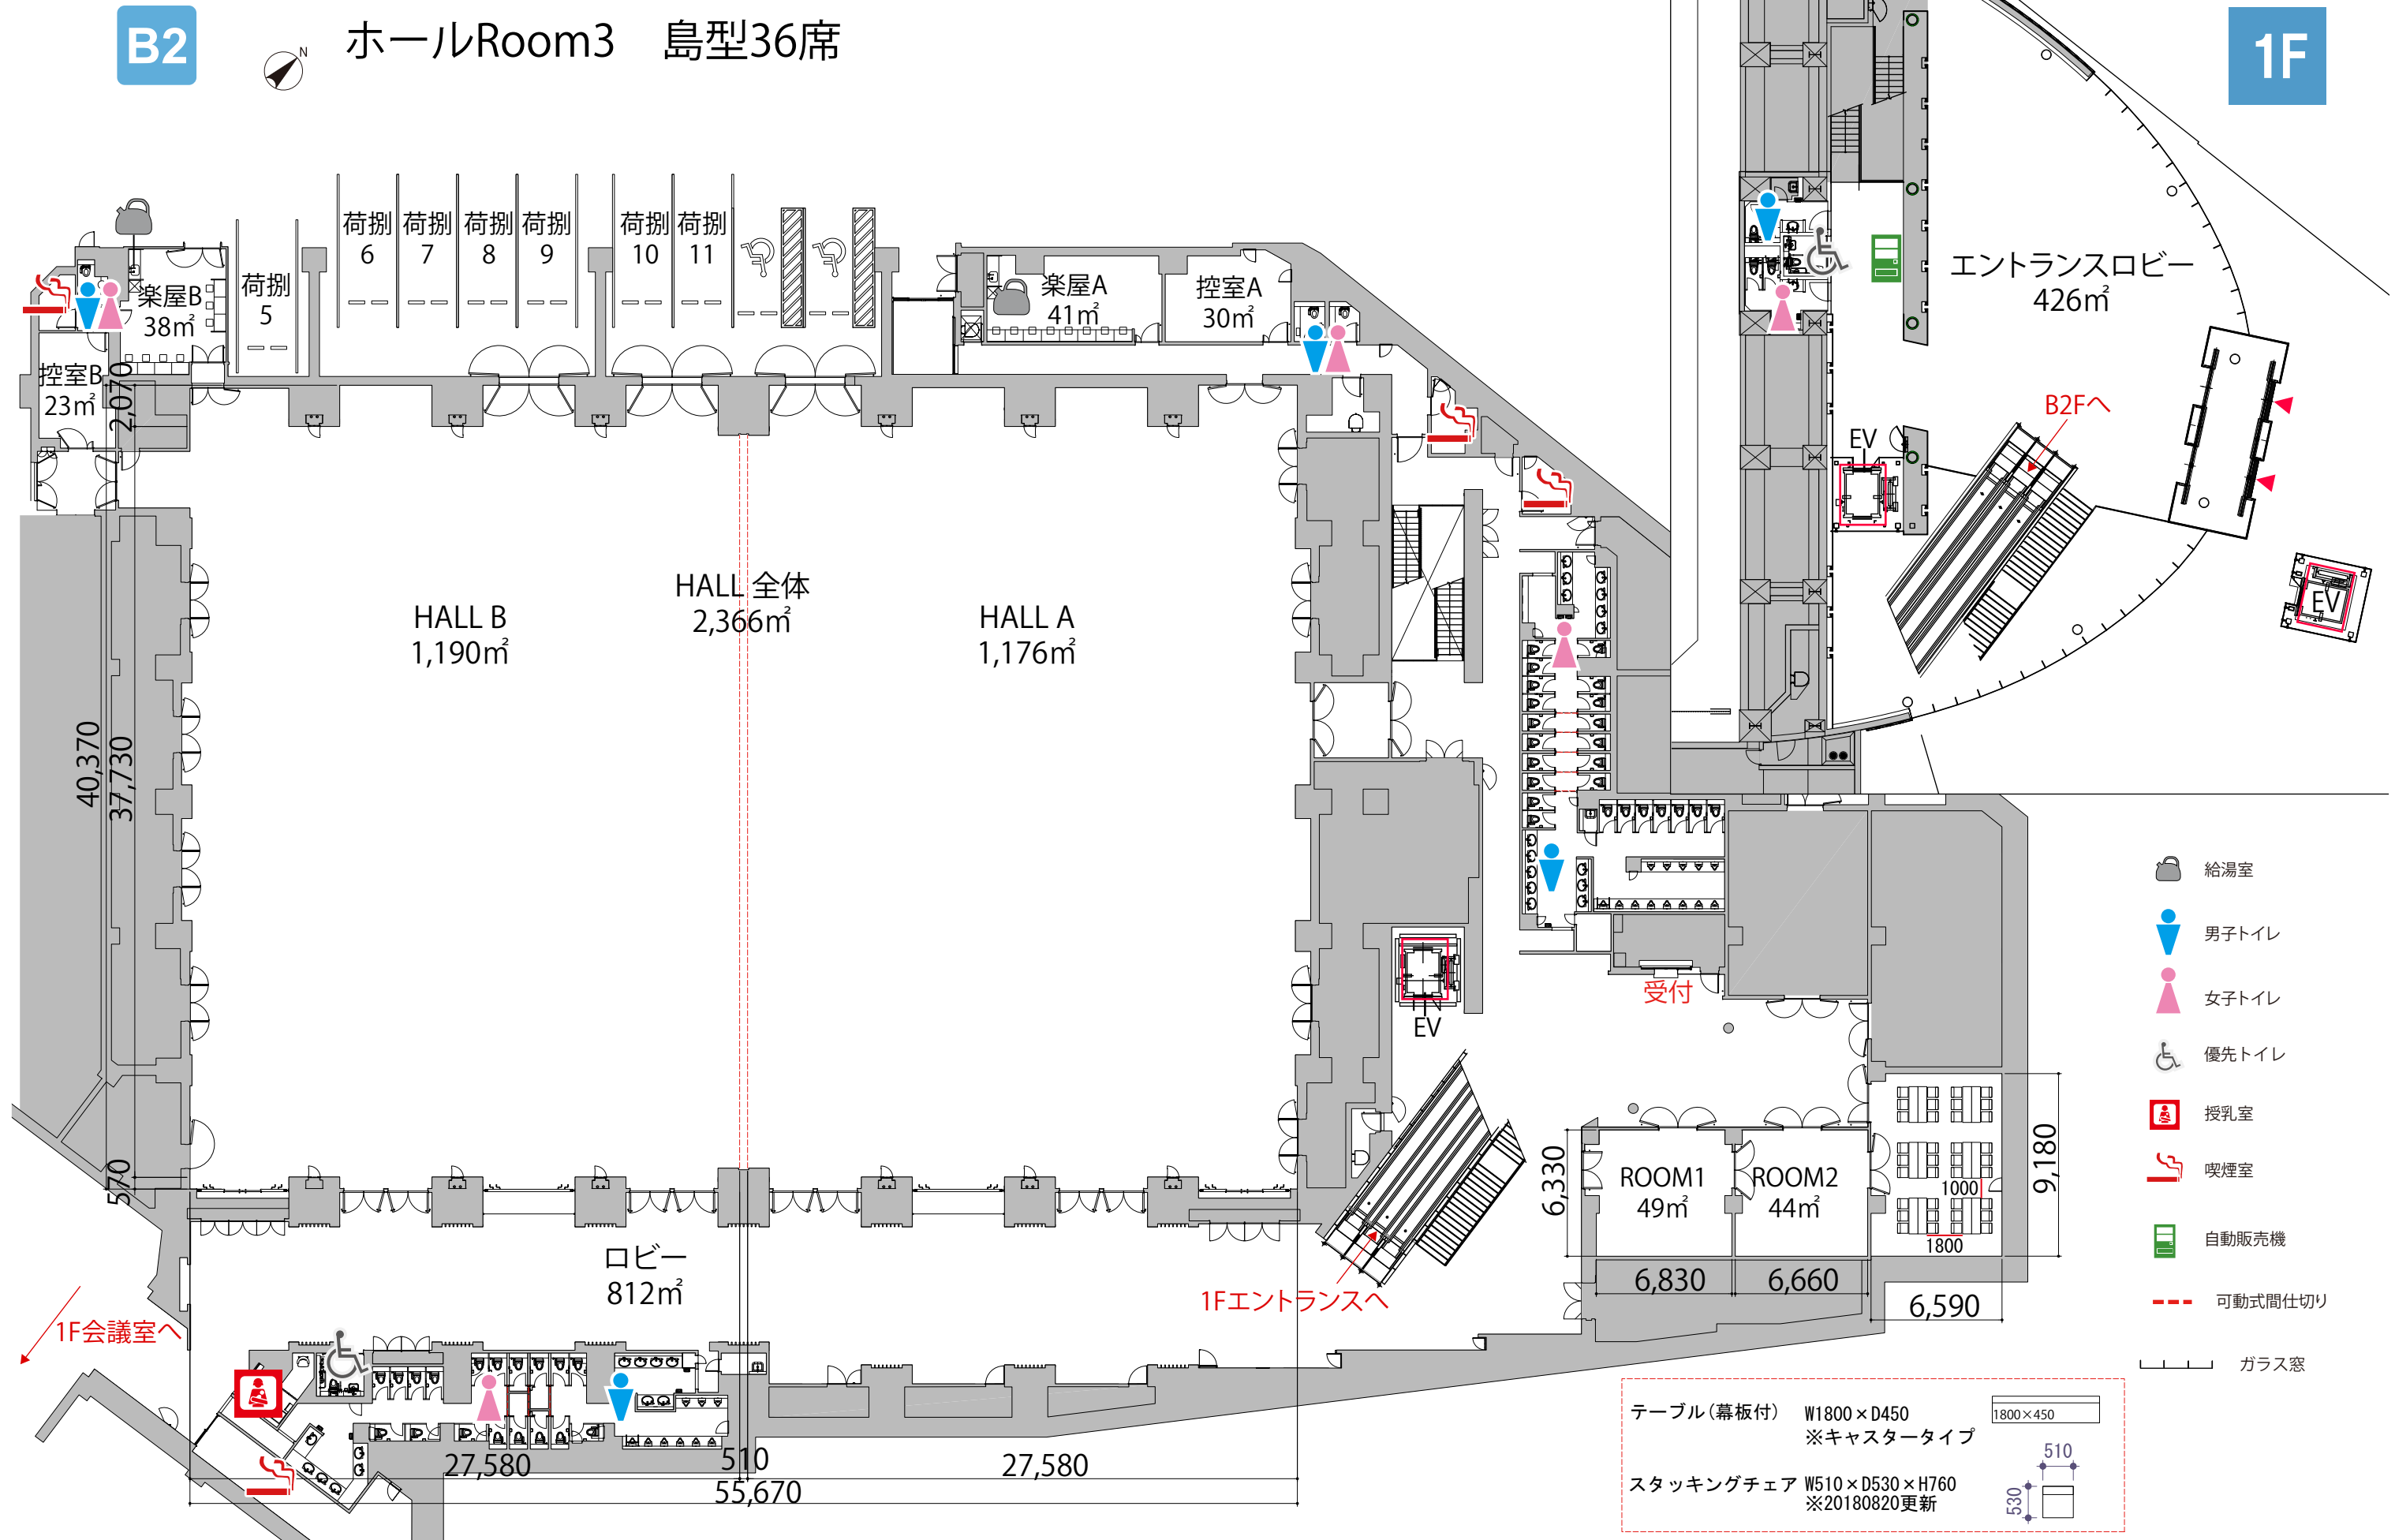 B2
N
ホールRoom3　島型36席
1F
荷捌
5
荷捌
6
荷捌
7
荷捌
8
荷捌
9
荷捌
10
荷捌
11
楽屋B
38㎡
控室B
23㎡
楽屋A
41㎡
控室A
30㎡
エントランスロビー
426㎡
B2Fへ
EV
EV
2,070
40,370
37,730
570
HALL B
1,190㎡
HALL 全体
2,366㎡
HALL A
1,176㎡
EV
受付
ロビー
812㎡
1Fエントランスへ
1F会議室へ
ROOM1
49㎡
ROOM2
44㎡
6,330
6,830
6,660
6,590
9,180
1000
1800
27,580
510
27,580
55,670
給湯室
男子トイレ
女子トイレ
優先トイレ
授乳室
喫煙室
自動販売機
可動式間仕切り
ガラス窓
テーブル（幕板付）　W1800×D450
※キャスタータイプ
1800×450
スタッキングチェア W510×D530×H760
※20180820更新
510
530